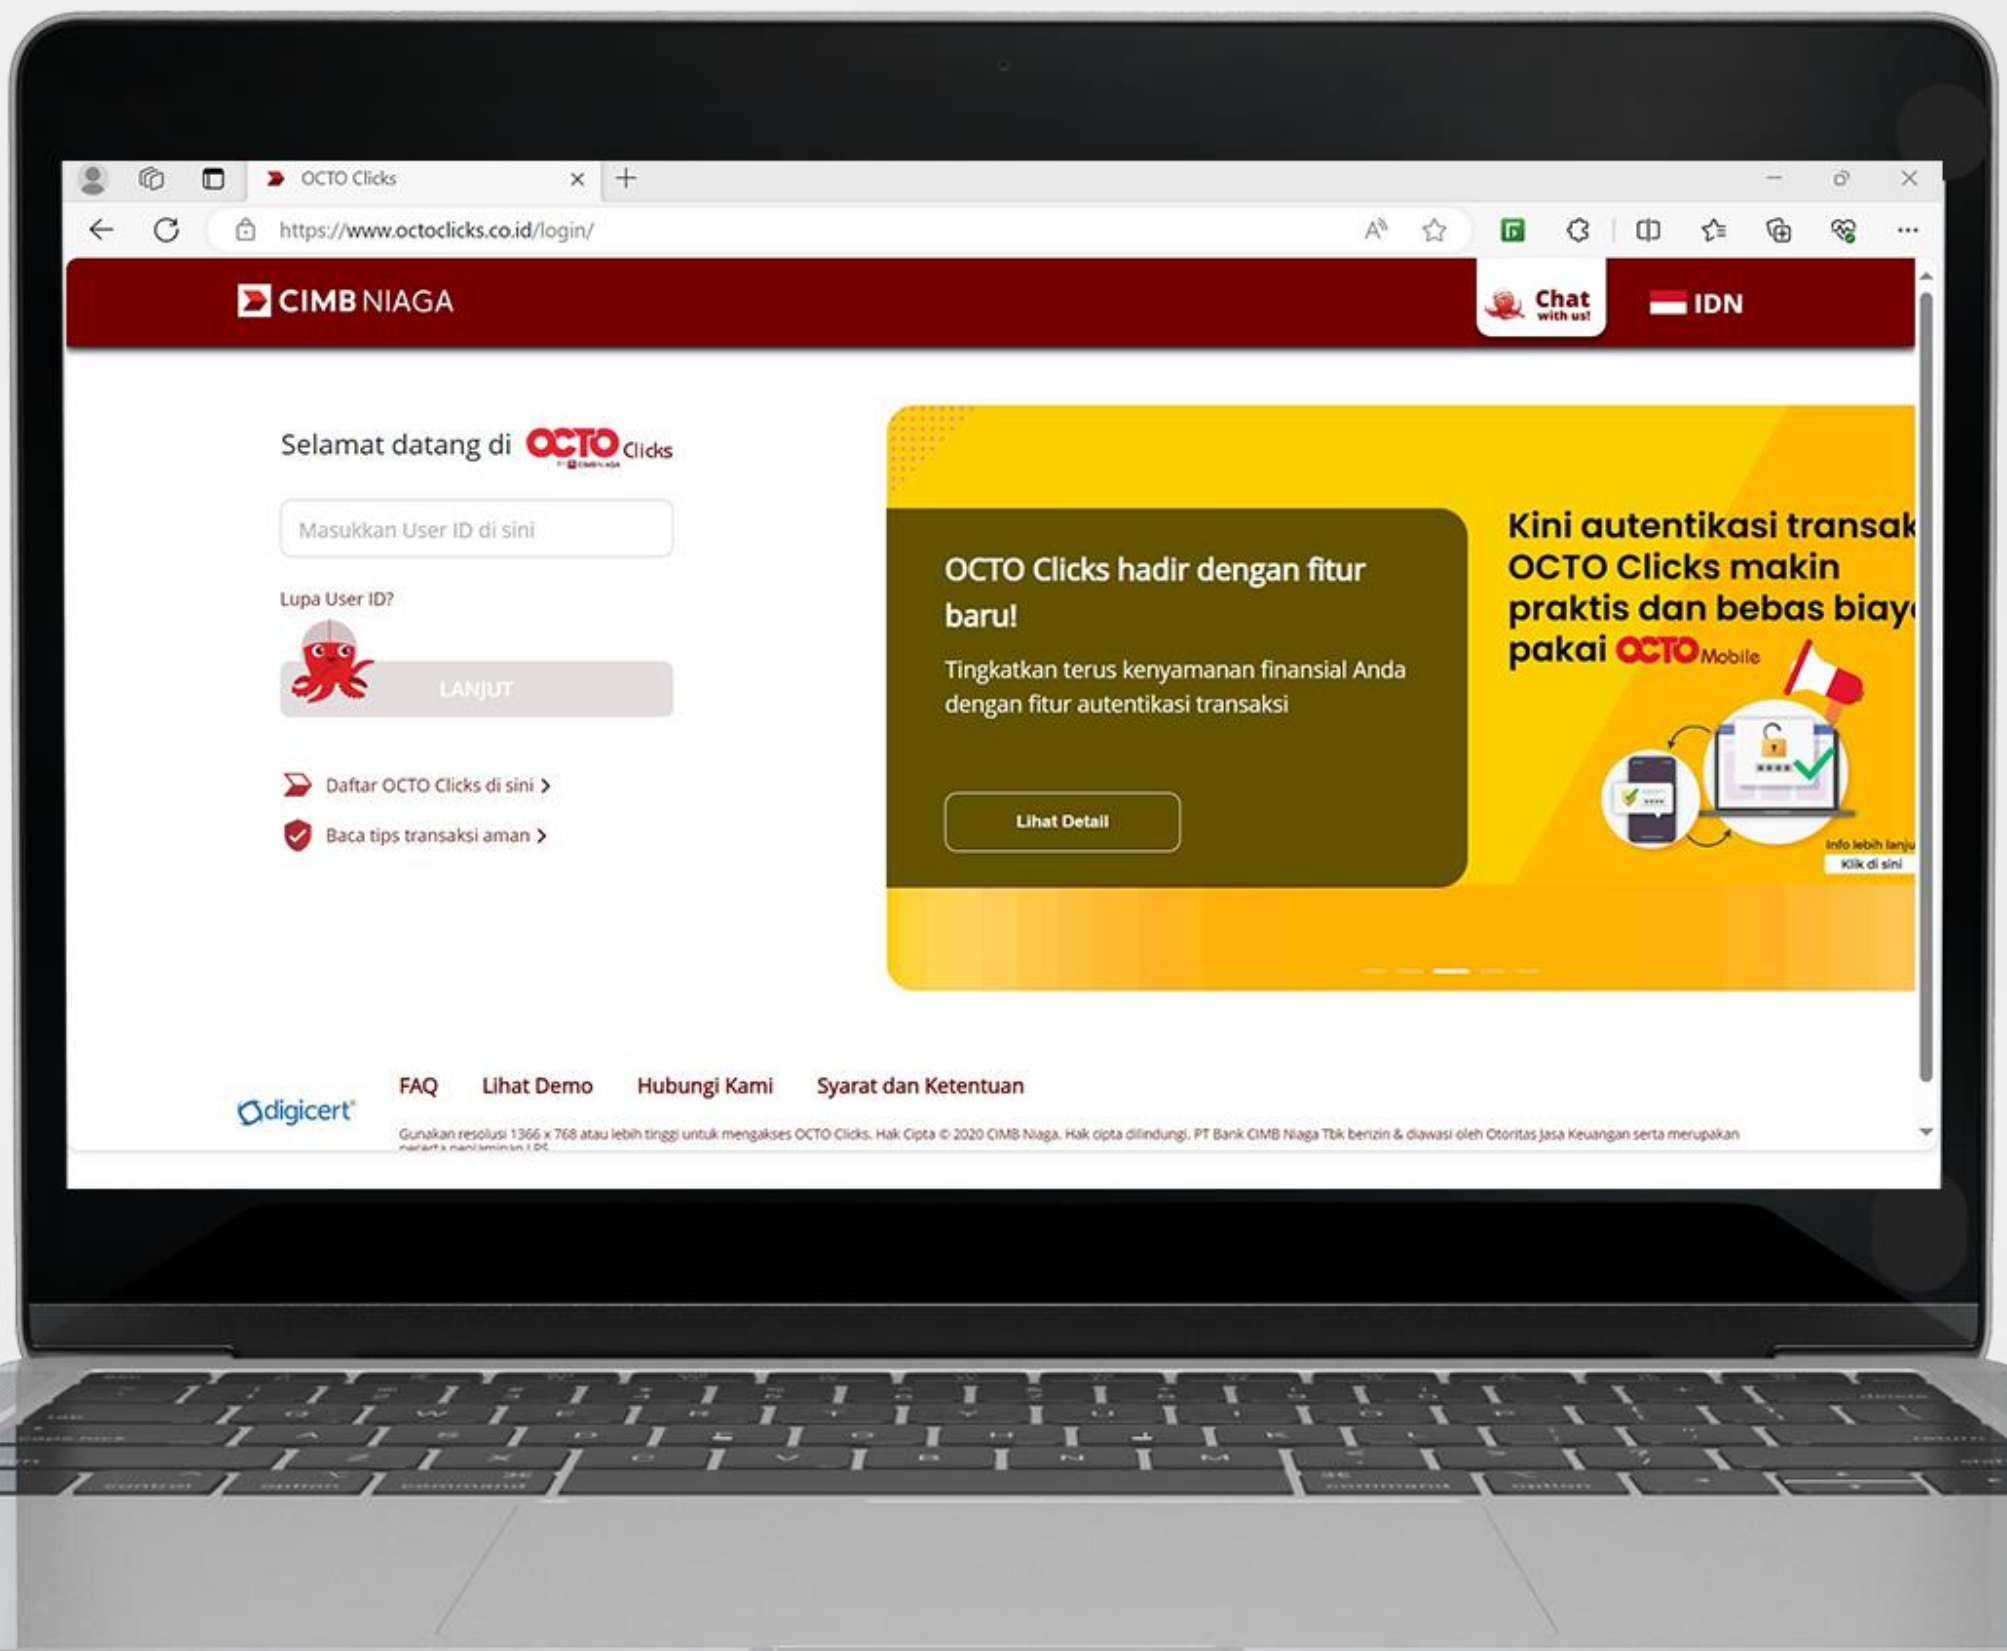 OCTO Clicks
https://www.octoclicks.co.id/login/
CIMB NIAGA
Chat
with us!
IDN
Selamat datang di OCTO Clicks
Masukkan User ID di sini
Lupa User ID?
LANJUT
Daftar OCTO Clicks di sini
Baca tips transaksi aman
OCTO Clicks hadir dengan fitur
baru!
Tingkatkan terus kenyamanan finansial Anda
dengan fitur autentikasi transaksi
Lihat Detail
Kini autentikasi transak
OCTO Clicks makin
praktis dan bebas biay
pakai OCTO Mobile
Info lebih lanju
Klik di sini
digicert
FAQ Lihat Demo Hubungi Kami Syarat dan Ketentuan
Gunakan resolusi 1366 x 768 atau lebih tinggi untuk mengakses OCTO Clicks. Hak Cipta © 2020 CIMB Niaga. Hak cipta dilindungi. PT Bank CIMB Niaga Tbk berizin & diawasi oleh Otoritas Jasa Keuangan serta merupakan